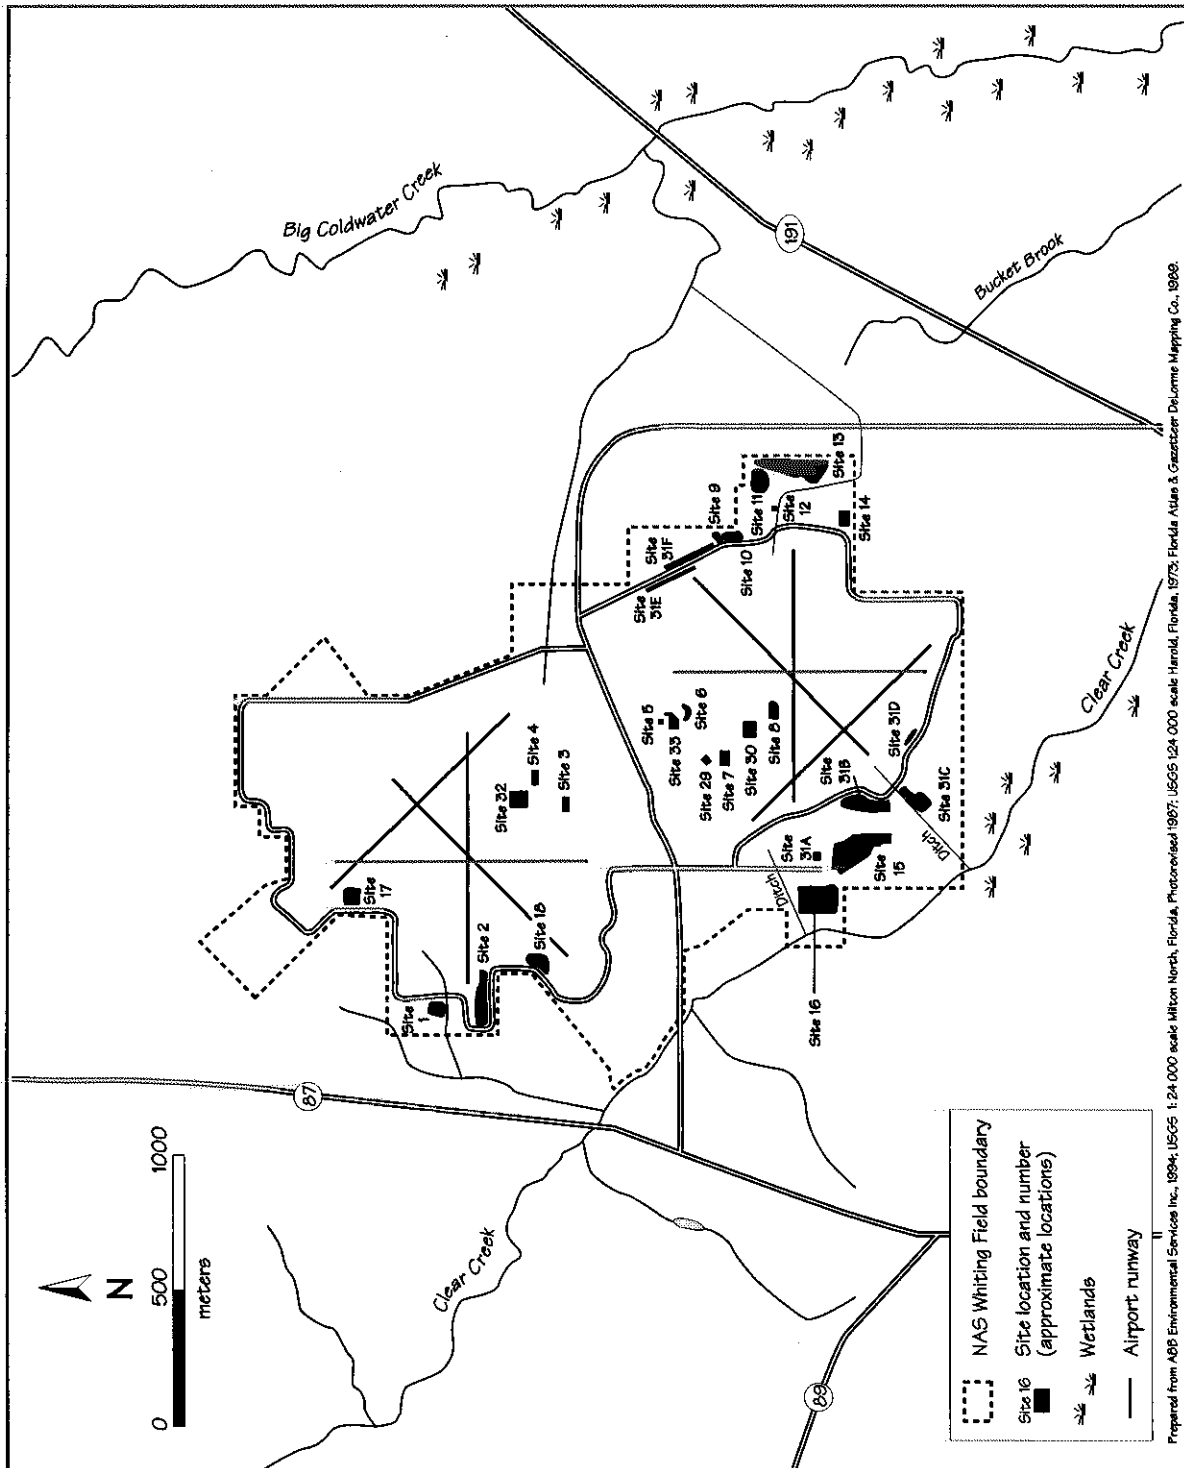 Big Coldwater Creek
191
Bucket Brook
Site 13
Site 9
Site 11
Site
12
Site 14
Site
31F
Site 10
Site
31E
Clear Creek
Site 5
Site 6
Site 33
Site 29
Site 7
Site 30
Site 8
Site
31B
Site 31D
Site 31C
Ditch
Site 4
Site 3
Site 32
Site
31A
Site
15
Ditch
Site
17
Site 18
Site 2
Site
1
Site 16
87
Clear Creek
89
N
0 500 1000
meters
NAS Whiting Field boundary
Site 16
Site location and number
(approximate locations)
Wetlands
Airport runway
Prepared from ABB Environmental Services Inc., 1994; USGS 1: 24 000 scale Milton North, Florida, Photorevised 1987; USGS 1:24 000 scale Harold, Florida, 1973; Florida Atlas & Gazetteer DeLorme Mapping Co., 1989.